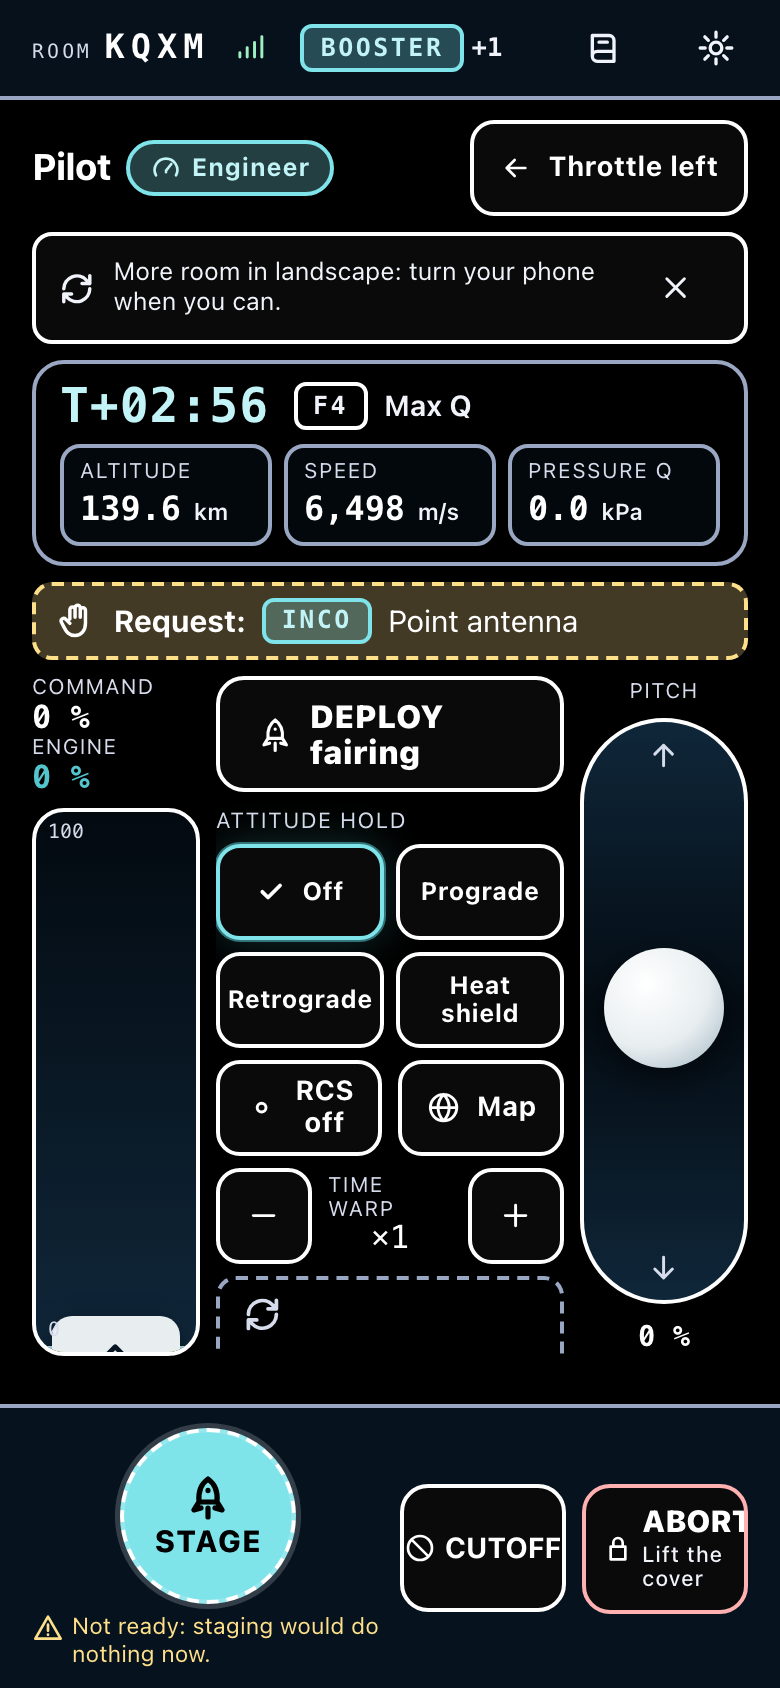 ROOM KQXM BOOSTER +1
Pilot Engineer Throttle left
More room in landscape: turn your phone
when you can.
T+02:56 F4 Max Q
ALTITUDE SPEED PRESSURE Q
139.6 km 6,498 m/s 0.0 kPa
Request: INCO Point antenna
COMMAND
0 %
ENGINE
0 %
100
0
DEPLOY
fairing
ATTITUDE HOLD
Off Prograde
Retrograde Heat
shield
RCS
off
Map
TIME
WARP
×1
PITCH
0 %
STAGE
Not ready: staging would do
nothing now.
CUTOFF
ABORT
Lift the
cover